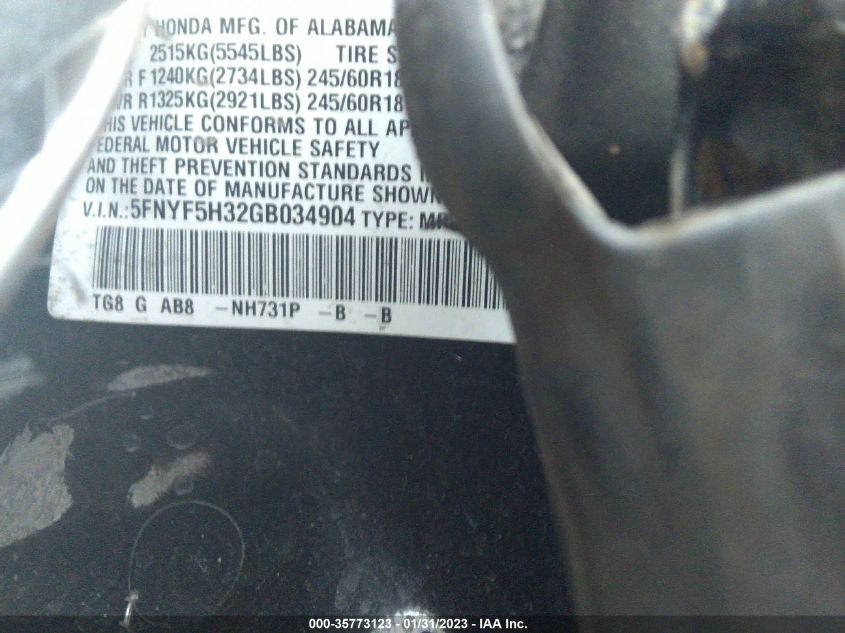 HONDA MFG. OF ALABAMA
2515KG(5545LBS) TIRE S
R F 1240KG(2734LBS) 245/60R18
R R1325KG(2921LBS) 245/60R18
THIS VEHICLE CONFORMS TO ALL AP
FEDERAL MOTOR VEHICLE SAFETY
AND THEFT PREVENTION STANDARDS
ON THE DATE OF MANUFACTURE SHOWN
V.I.N.:5FNYF5H32GB034904 TYPE:
TG8 G AB8 -NH731P -B -B
000-35773123 - 01/31/2023 - IAA Inc.